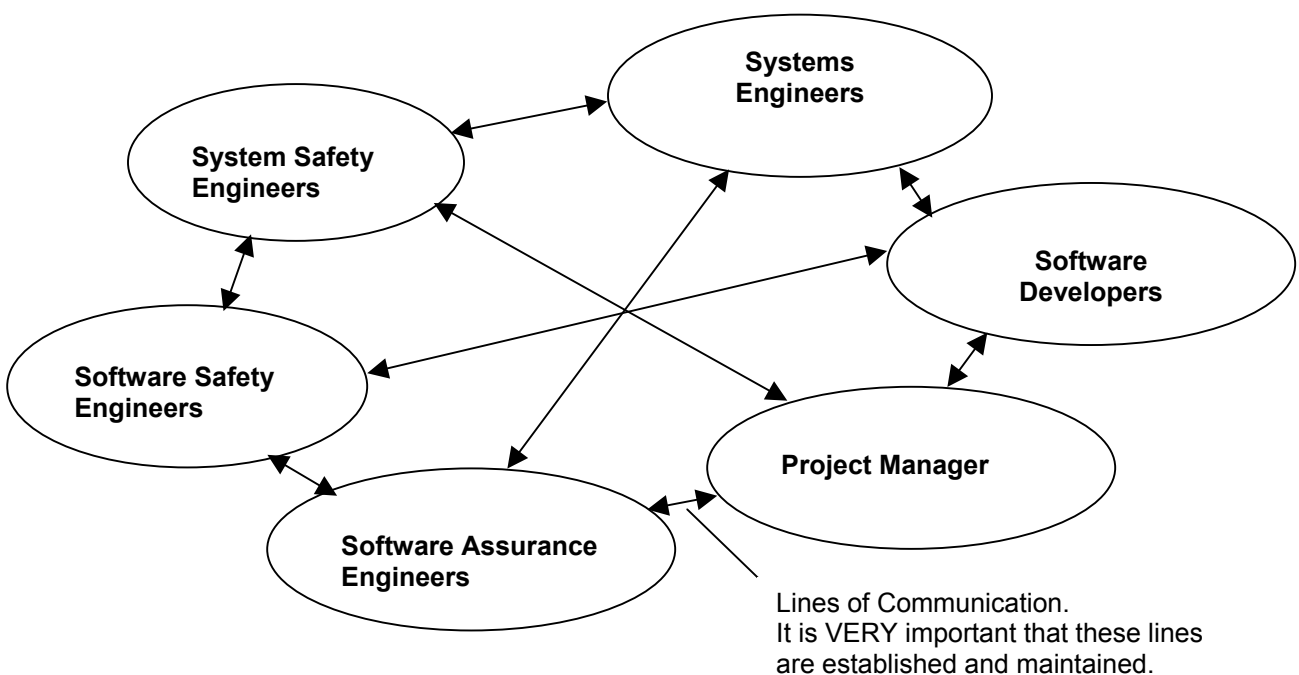 Systems
Engineers
System Safety
Engineers
Software
Developers
Software Safety
Engineers
Project Manager
Software Assurance
Engineers
Lines of Communication.
It is VERY important that these lines
are established and maintained.